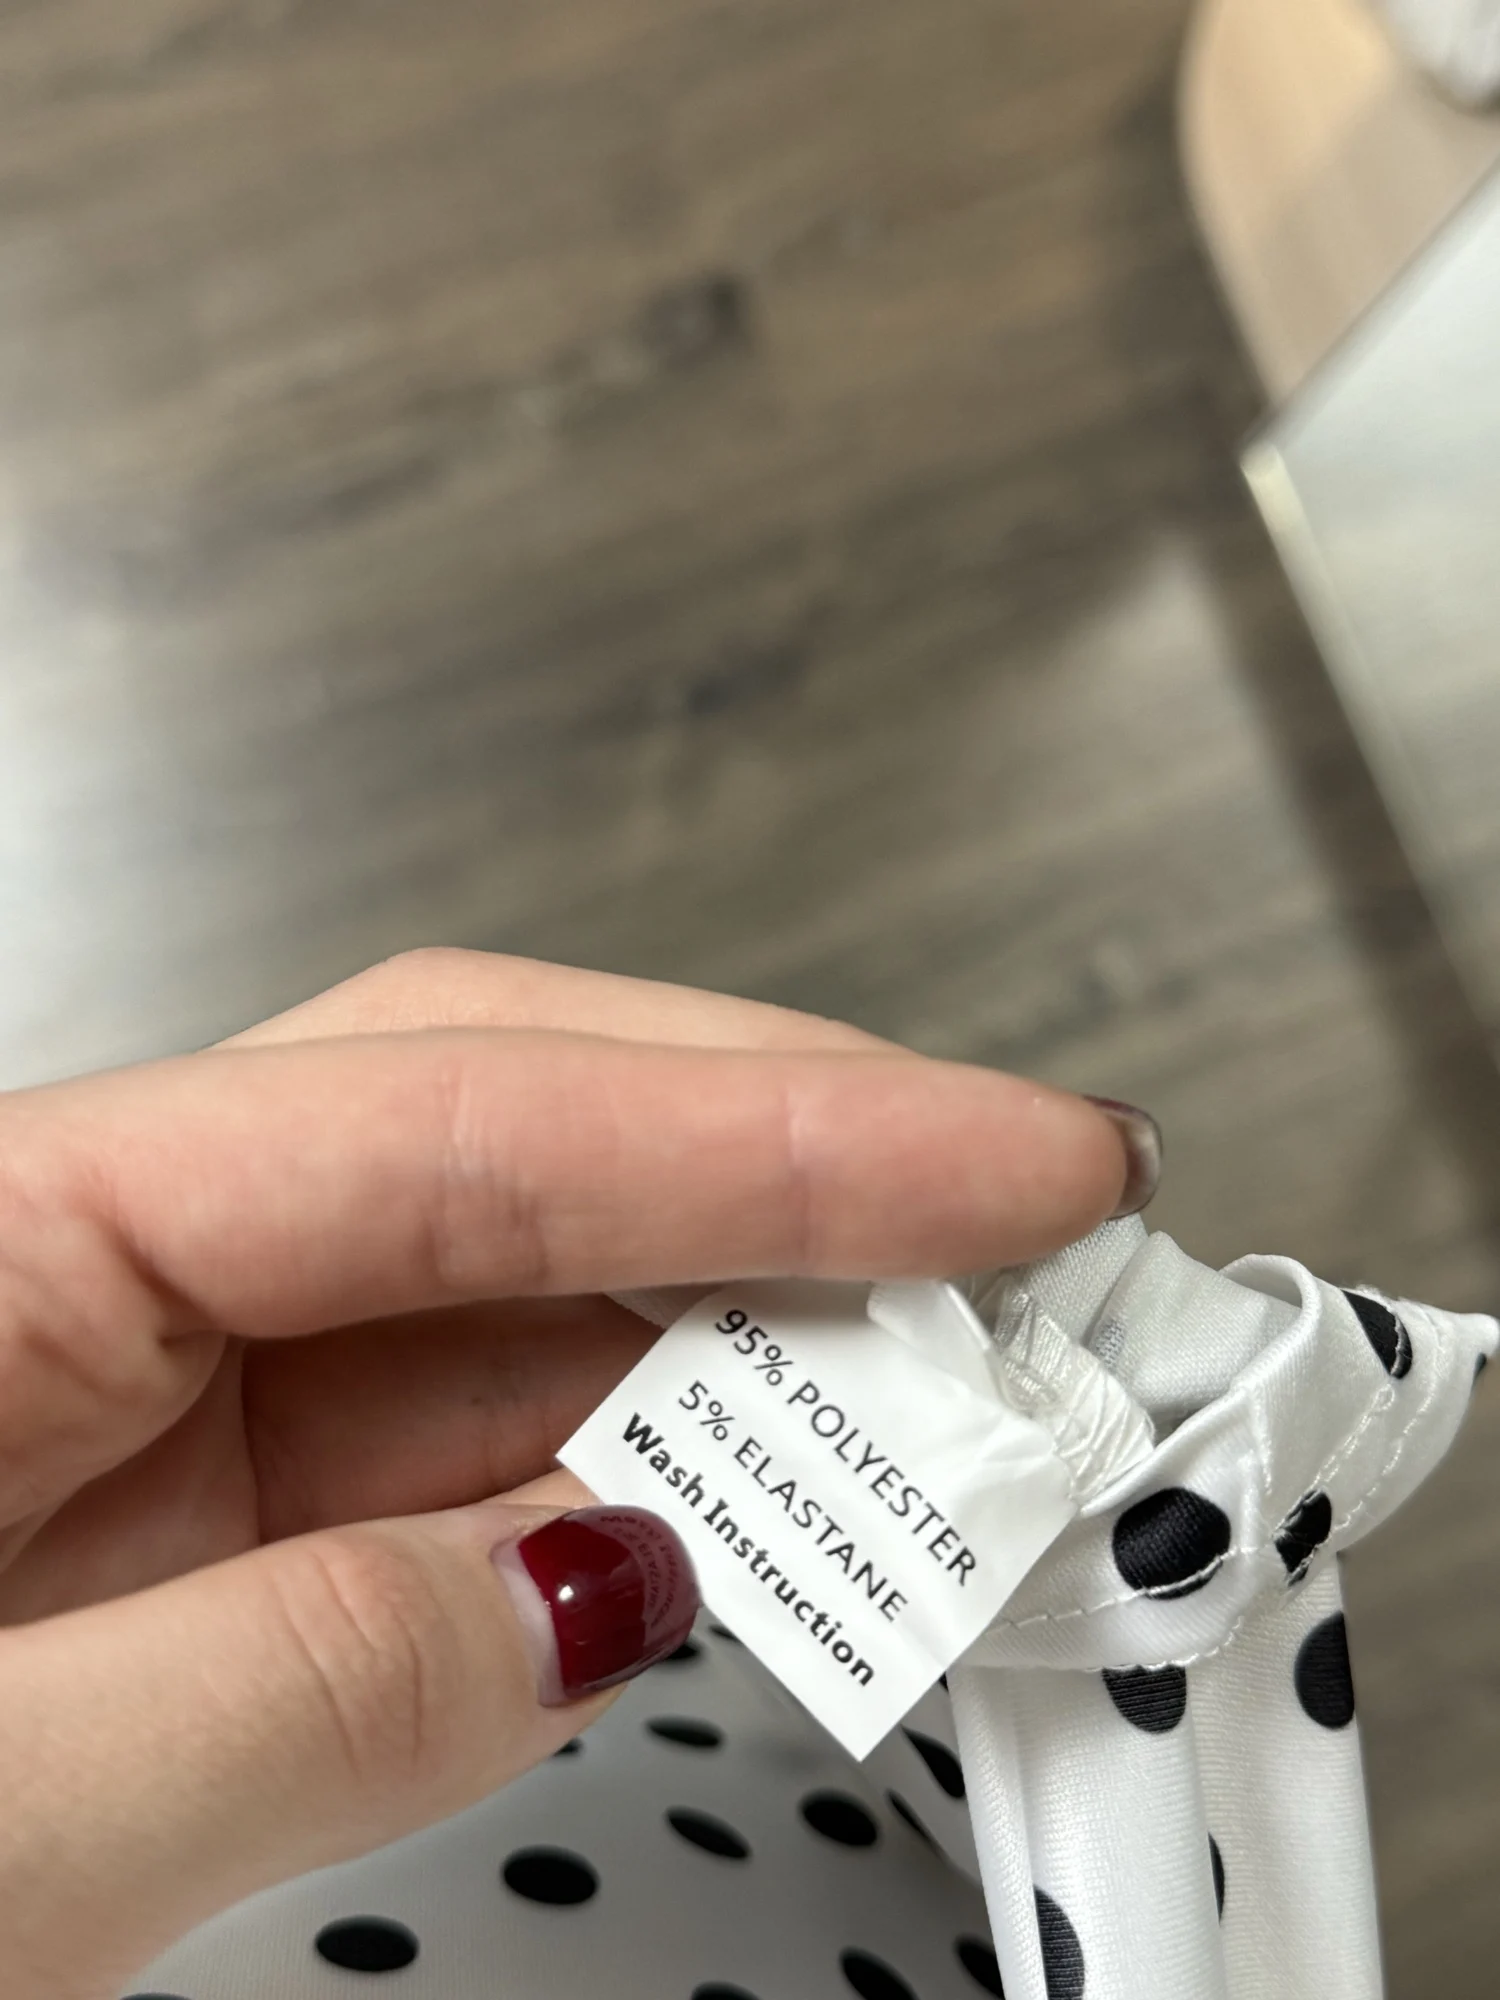 95% POLYESTER
5% ELASTANE
Wash Instruction